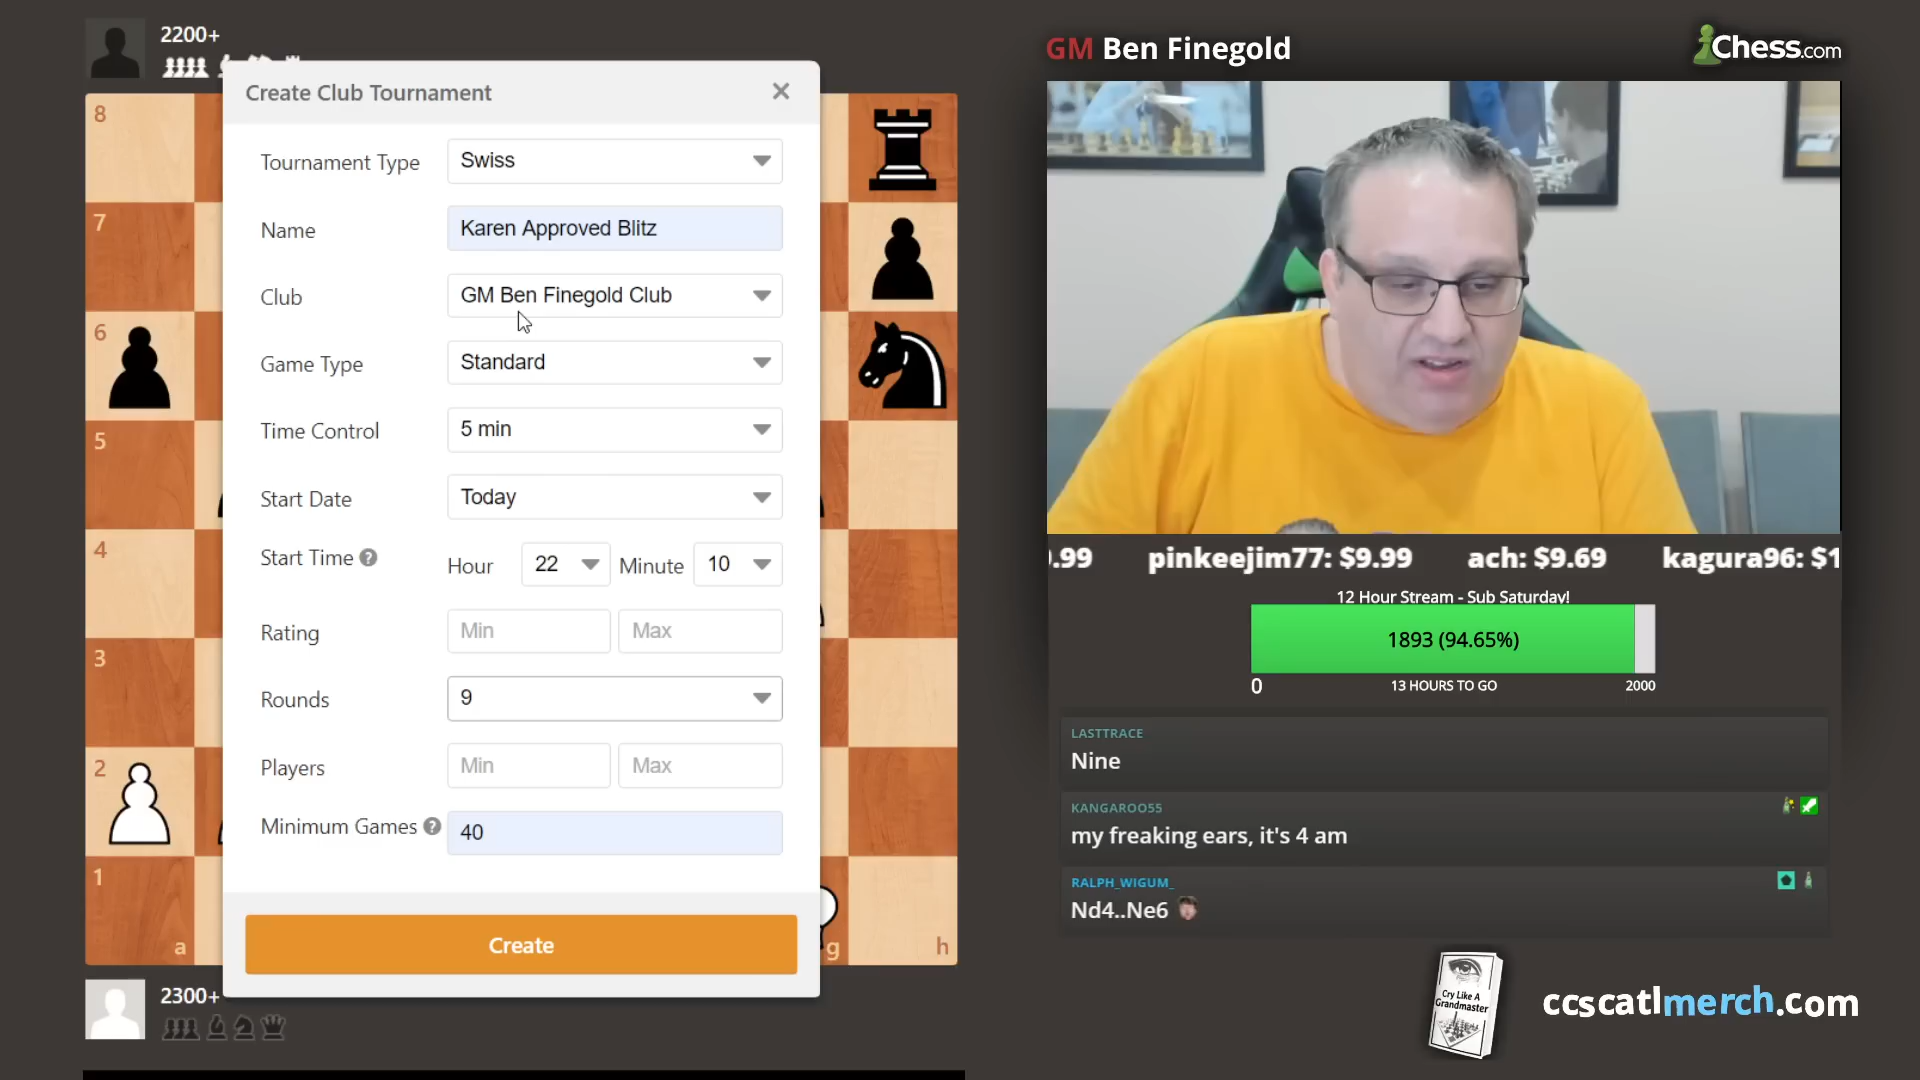 2200+
Create Club Tournament
Tournament Type
Swiss
Name
Karen Approved Blitz
Club
GM Ben Finegold Club
Game Type
Standard
Time Control
5 min
Start Date
Today
Start Time
Hour
22
Minute
10
Rating
Min
Max
Rounds
9
Players
Min
Max
Minimum Games
40
Create
8
7
6
5
4
3
2
1
a
g
h
2300+
GM Ben Finegold
Chess.com
0.99 pinkeejim77: $9.99 ach: $9.69 kagura96: $1
12 Hour Stream - Sub Saturday!
1893 (94.65%)
0
13 HOURS TO GO
2000
LASTTRACE
Nine
KANGAROO55
my freaking ears, it's 4 am
RALPH_WIGUM_
Nd4..Ne6
Cry Like A
Grandmaster
ccscatlmerch.com